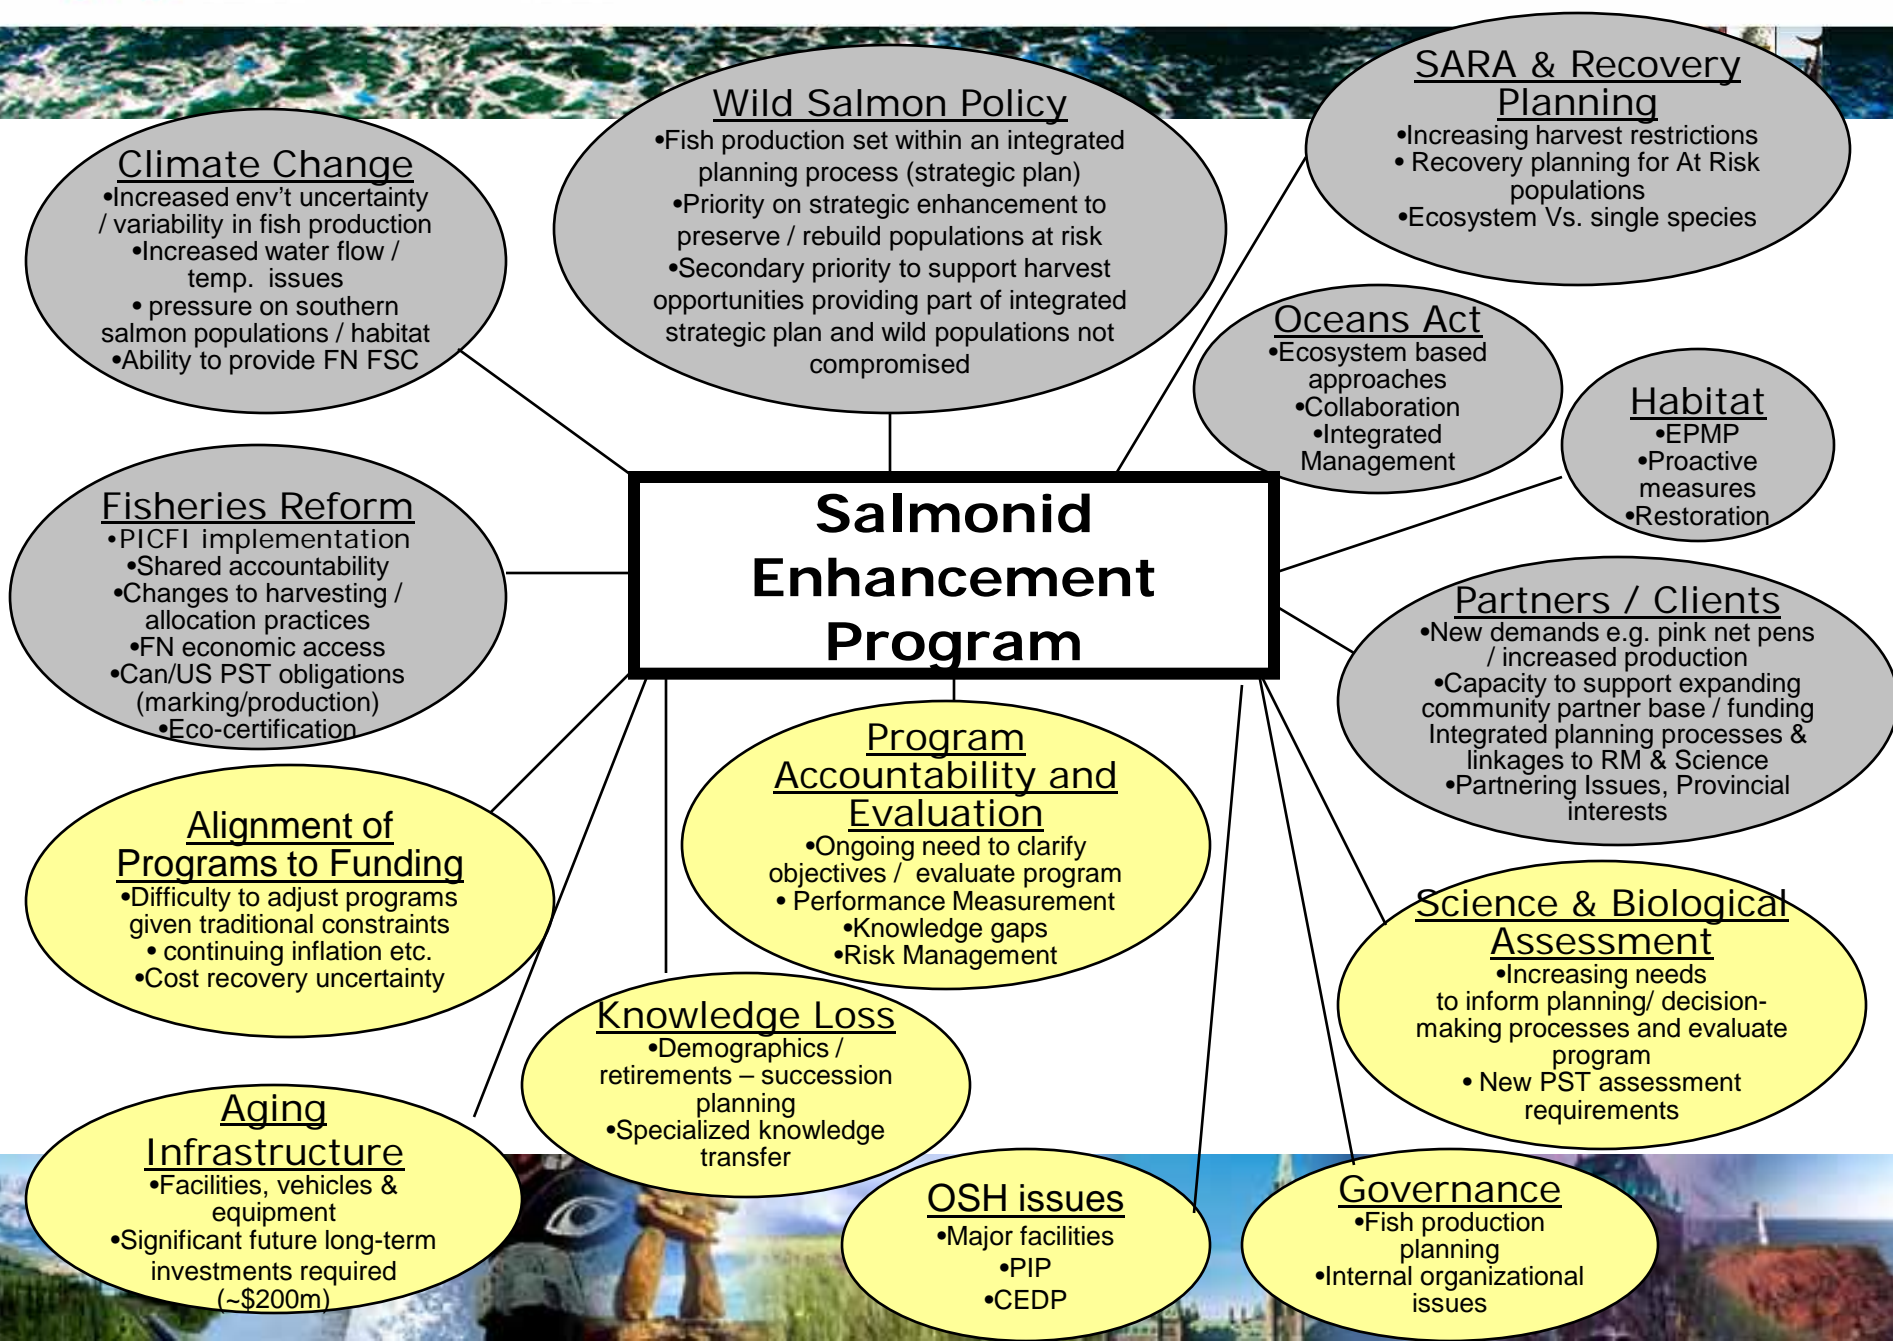 Climate Change
•Increased env't uncertainty
/ variability in fish production
•Increased water flow /
temp. issues
• pressure on southern
salmon populations / habitat
•Ability to provide FN FSC
Wild Salmon Policy
•Fish production set within an integrated
planning process (strategic plan)
•Priority on strategic enhancement to
preserve / rebuild populations at risk
•Secondary priority to support harvest
opportunities providing part of integrated
strategic plan and wild populations not
compromised
SARA & Recovery
Planning
•Increasing harvest restrictions
• Recovery planning for At Risk
populations
•Ecosystem Vs. single species
Oceans Act
•Ecosystem based
approaches
•Collaboration
•Integrated
Management
Habitat
•EPMP
•Proactive
measures
•Restoration
Fisheries Reform
•PICFI implementation
•Shared accountability
•Changes to harvesting /
allocation practices
•FN economic access
•Can/US PST obligations
(marking/production)
•Eco-certification
Salmonid
Enhancement
Program
Partners / Clients
•New demands e.g. pink net pens
/ increased production
•Capacity to support expanding
community partner base / funding
Integrated planning processes &
linkages to RM & Science
•Partnering Issues, Provincial
interests
Alignment of
Programs to Funding
•Difficulty to adjust programs
given traditional constraints
• continuing inflation etc.
•Cost recovery uncertainty
Program
Accountability and
Evaluation
•Ongoing need to clarify
objectives / evaluate program
• Performance Measurement
•Knowledge gaps
•Risk Management
Science & Biological
Assessment
•Increasing needs
to inform planning/ decision-
making processes and evaluate
program
• New PST assessment
requirements
Knowledge Loss
•Demographics /
retirements – succession
planning
•Specialized knowledge
transfer
Aging
Infrastructure
•Facilities, vehicles &
equipment
•Significant future long-term
investments required
(~$200m)
OSH issues
•Major facilities
•PIP
•CEDP
Governance
•Fish production
planning
•Internal organizational
issues